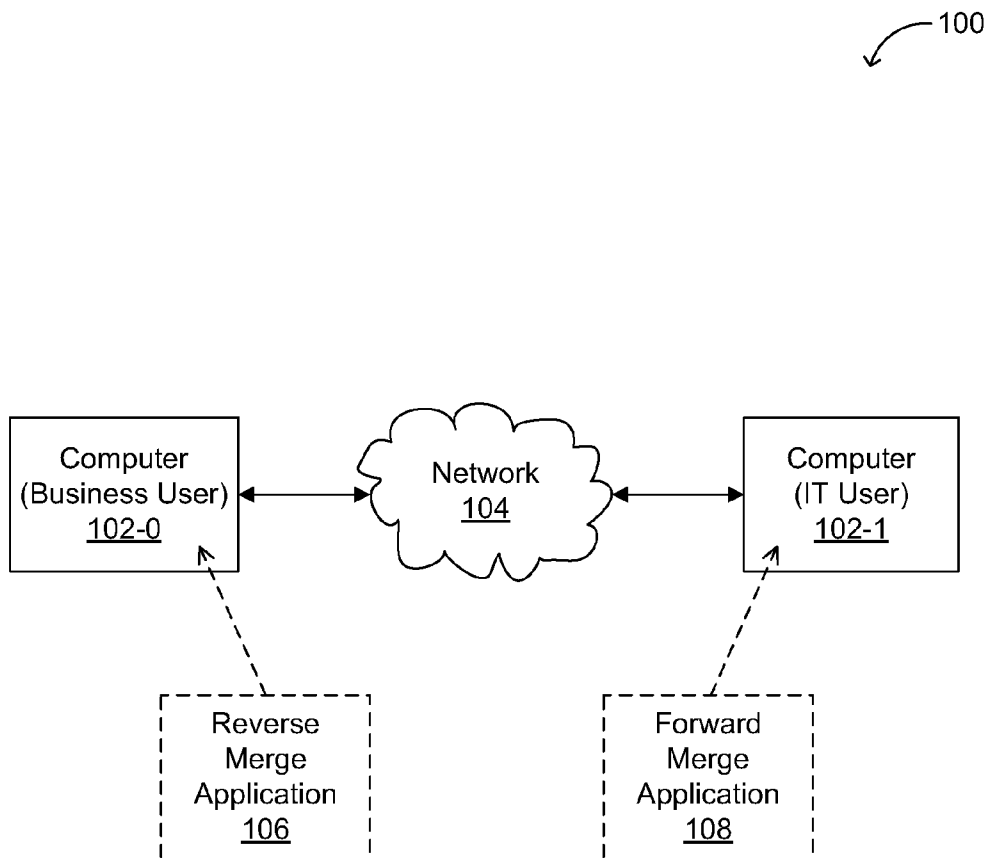 100
Computer
(Business User)
102-0
Network
104
Computer
(IT User)
102-1
Reverse
Merge
Application
106
Forward
Merge
Application
108